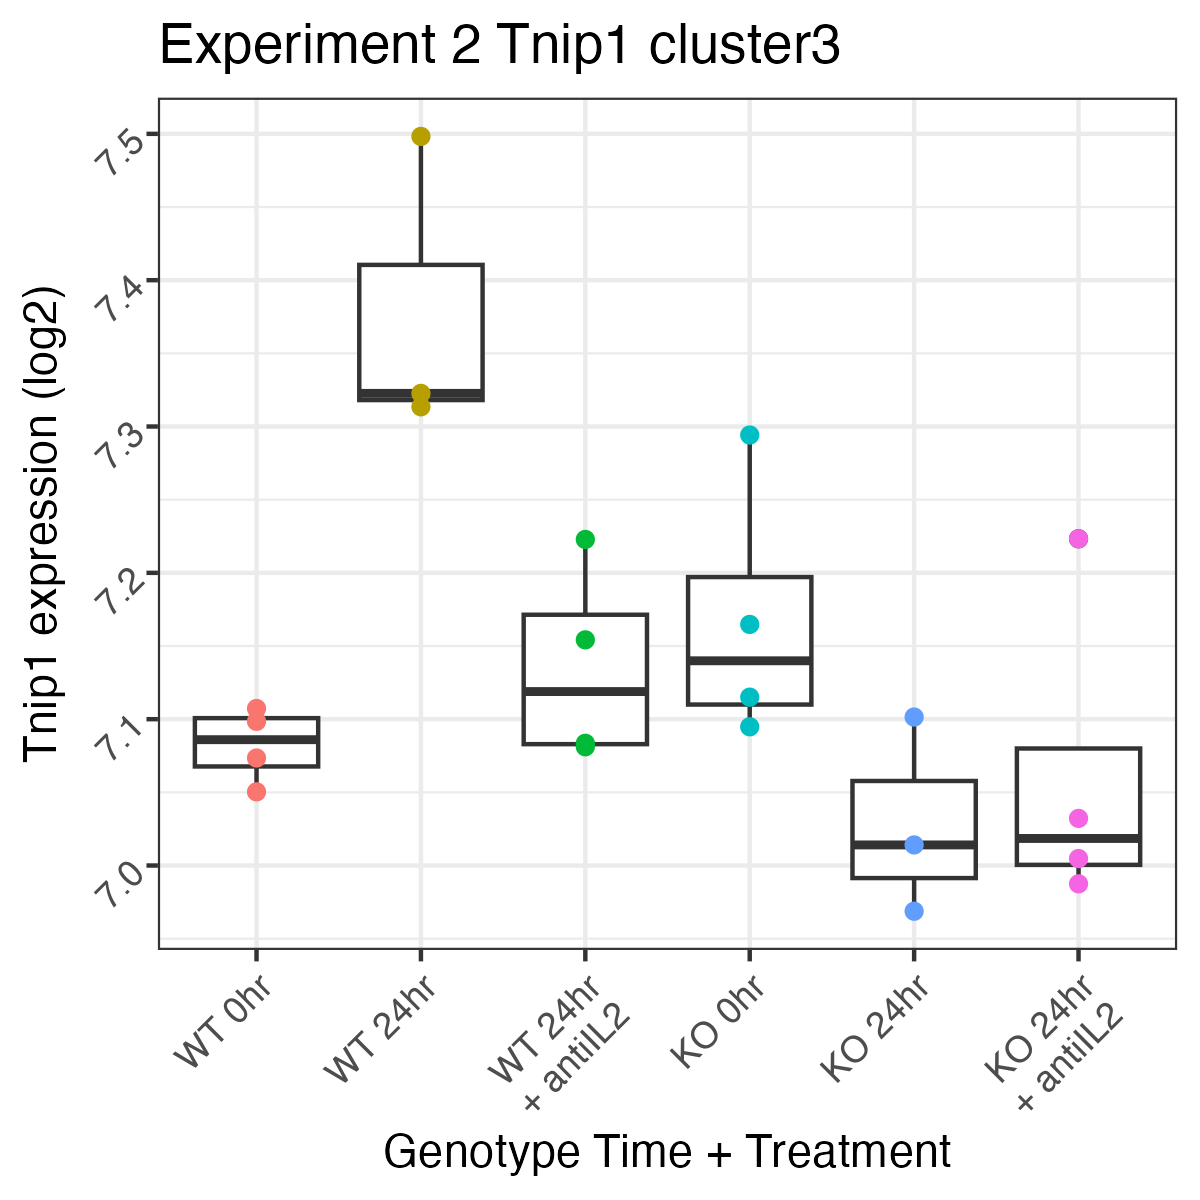 Experiment 2 Tnip1 cluster3
Tnip1 expression (log2)
7.5
7.4
7.3
7.2
7.1
7.0
WT 0hr
WT 24hr
WT 24hr
+ antiIL2
KO 0hr
KO 24hr
KO 24hr
+ antiIL2
Genotype Time + Treatment